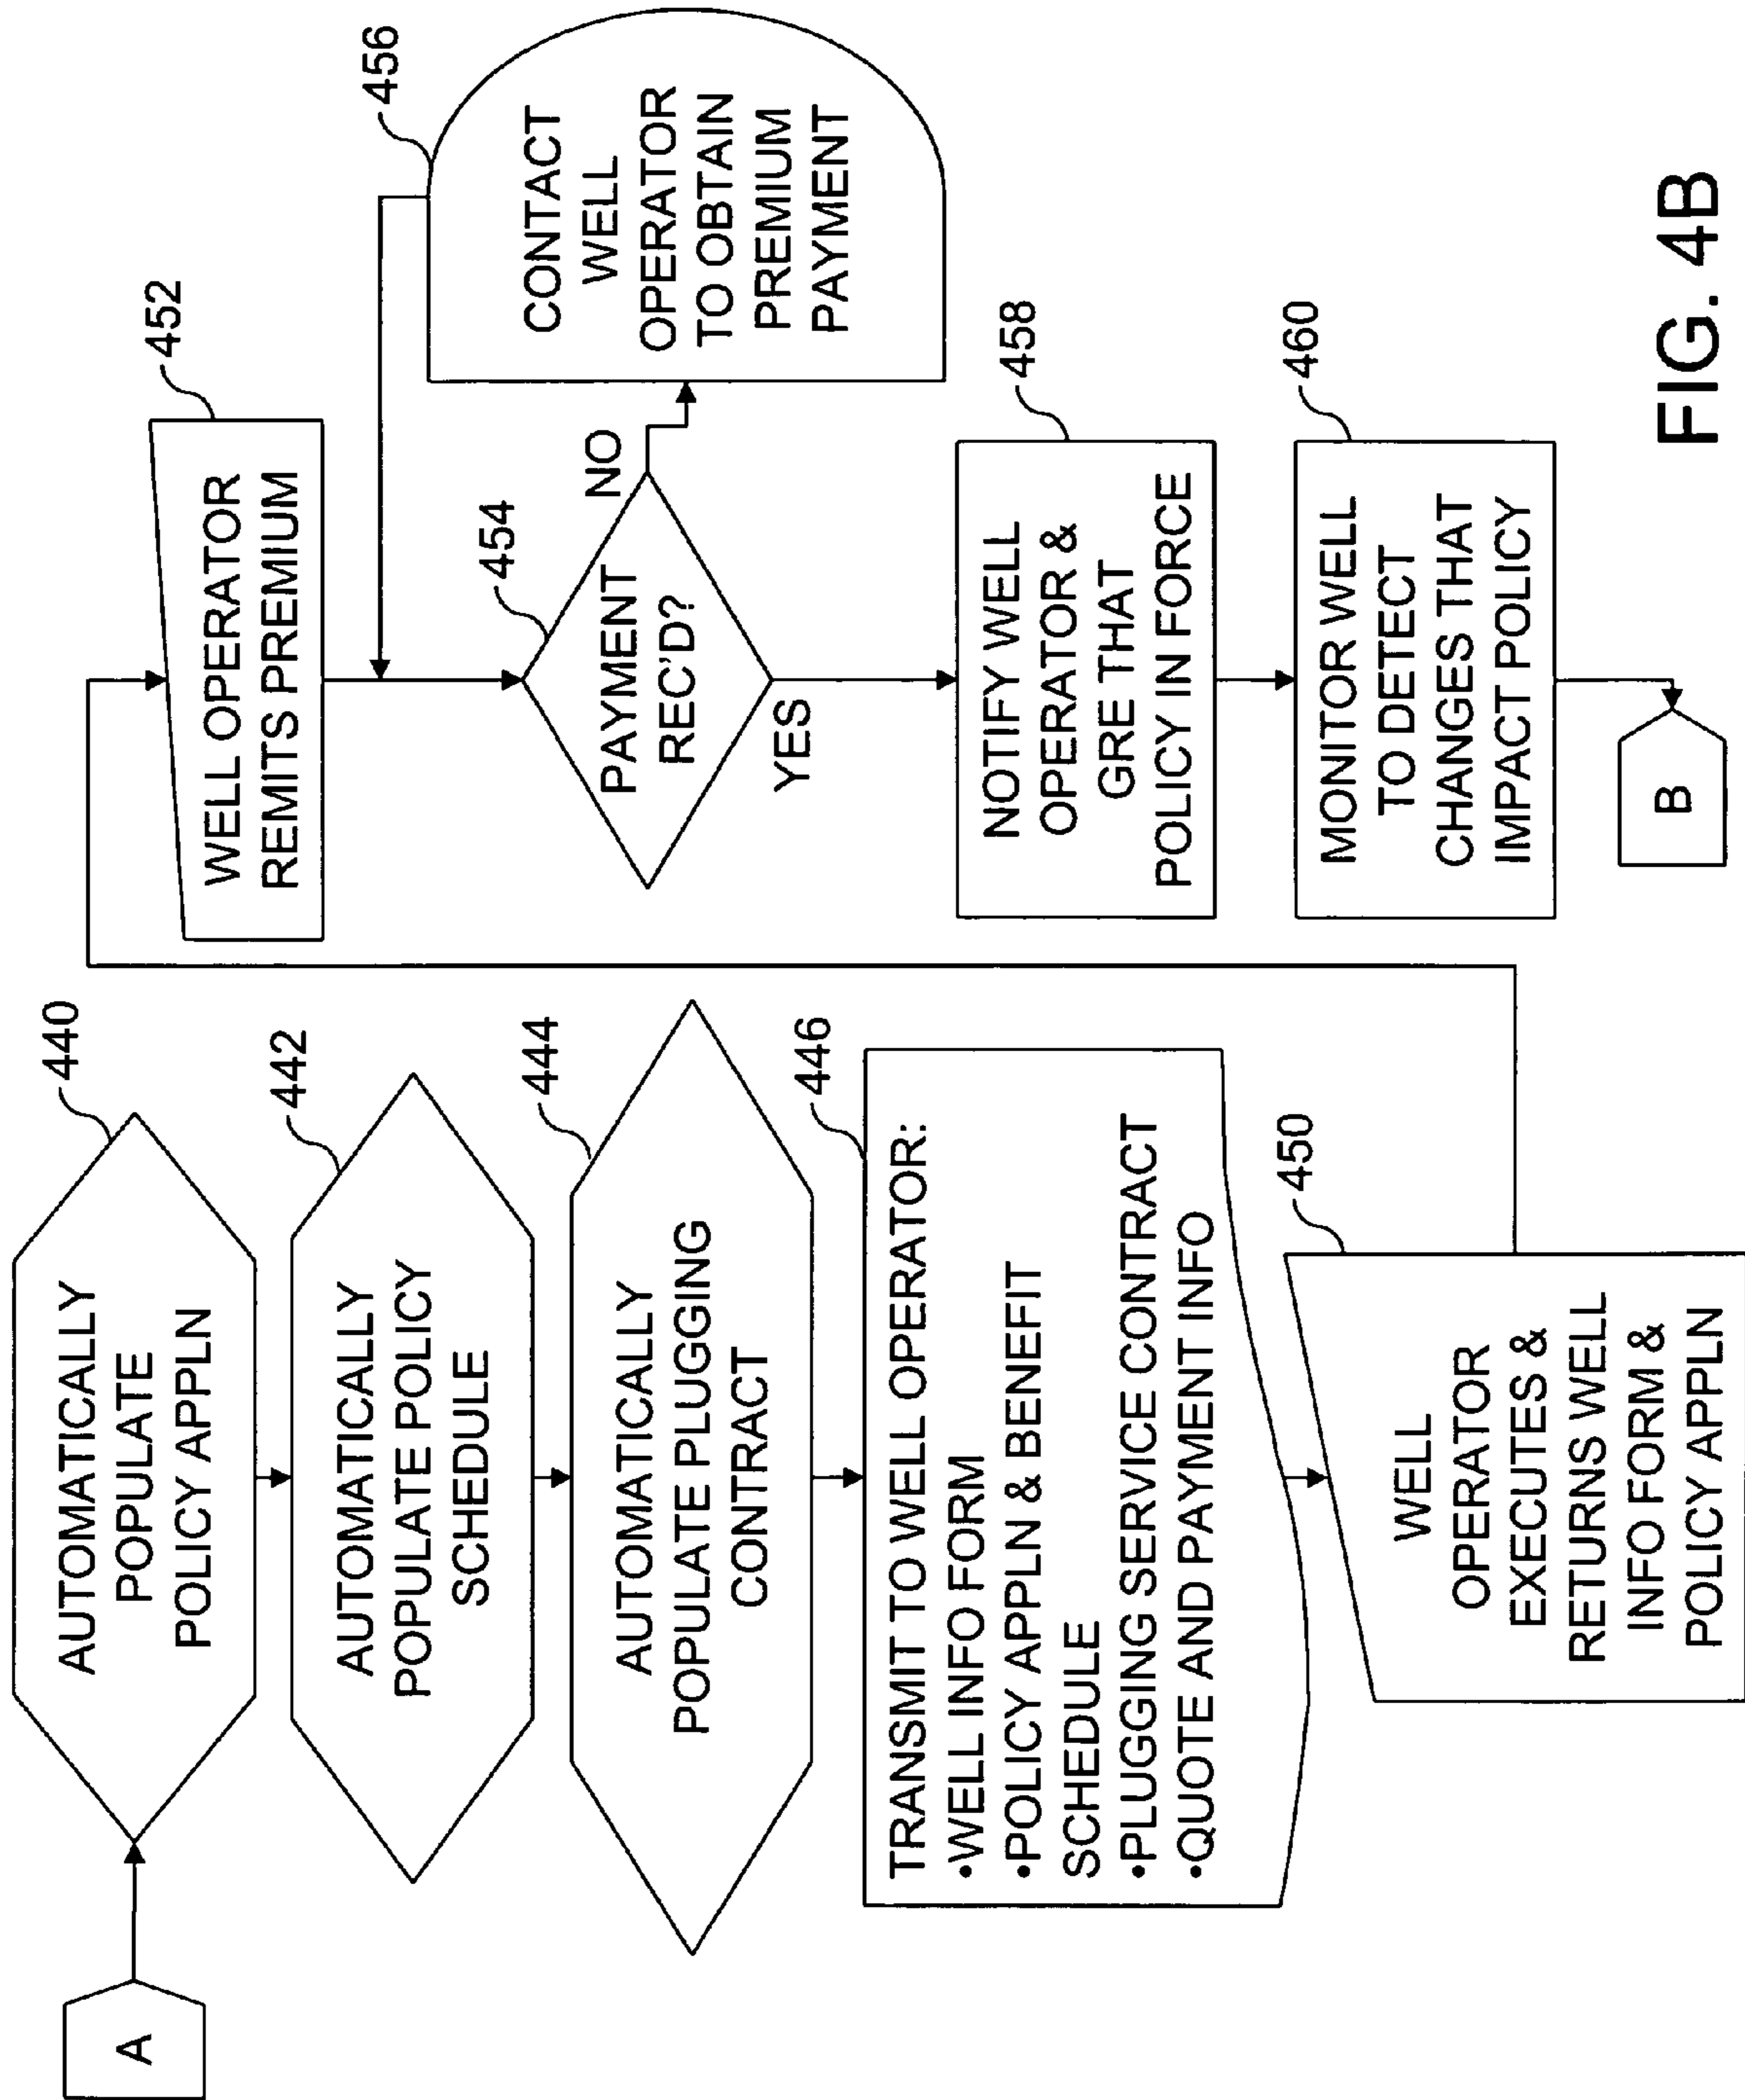 A
AUTOMATICALLY
POPULATE
POLICY APPLN
440
AUTOMATICALLY
POPULATE POLICY
SCHEDULE
442
AUTOMATICALLY
POPULATE PLUGGING
CONTRACT
444
TRANSMIT TO WELL OPERATOR:
•WELL INFO FORM
•POLICY APPLN & BENEFIT
SCHEDULE
•PLUGGING SERVICE CONTRACT
•QUOTE AND PAYMENT INFO
446
WELL
OPERATOR
EXECUTES &
RETURNS WELL
INFO FORM &
POLICY APPLN
450
WELL OPERATOR
REMITS PREMIUM
452
PAYMENT
REC'D?
454
NO
YES
CONTACT
WELL
OPERATOR
TO OBTAIN
PREMIUM
PAYMENT
456
NOTIFY WELL
OPERATOR &
GRE THAT
POLICY IN FORCE
458
MONITOR WELL
TO DETECT
CHANGES THAT
IMPACT POLICY
460
B
FIG. 4B